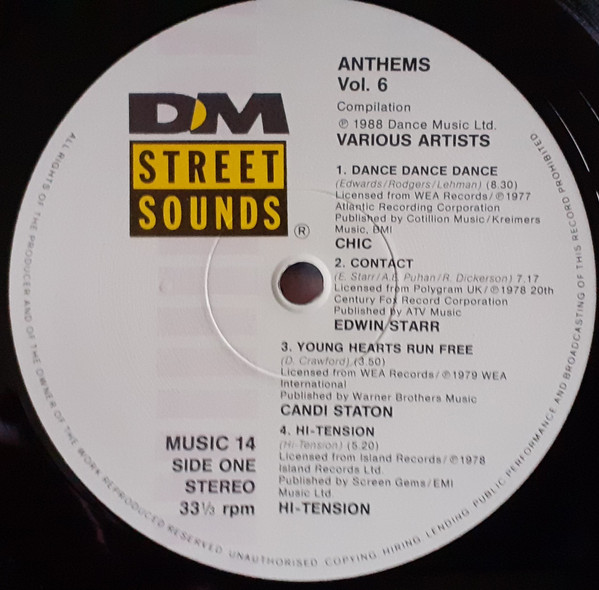 DM
STREET
SOUNDS
®
ANTHEMS
Vol. 6
Compilation
℗ 1988 Dance Music Ltd.
VARIOUS ARTISTS
1. DANCE DANCE DANCE
(Edwards/Rodgers/Lehman) (8.30)
Licensed from WEA Records/℗1977
Atlantic Recording Corporation
Published by Cotillion Music/Kreimers
Music, BMI
CHIC
2. CONTACT
(E. Starr/A.E. Puhan/R. Dickerson) 7.17
Licensed from Polygram UK/℗1978 20th
Century Fox Record Corporation
Published by ATV Music
EDWIN STARR
3. YOUNG HEARTS RUN FREE
(D. Crawford) (3.50)
Licensed from WEA Records/℗1979 WEA
International
Published by Warner Brothers Music
CANDI STATON
4. HI-TENSION
(Hi-Tension) (5.20)
Licensed from Island Records/℗1978
Island Records Ltd.
Published by Screen Gems/EMI
Music Ltd
HI-TENSION
MUSIC 14
SIDE ONE
STEREO
33⅓ rpm
ALL RIGHTS OF THE PRODUCER AND OF THE OWNER OF THE WORK REPRODUCED RESERVED. UNAUTHORISED COPYING, HIRING, LENDING, PUBLIC PERFORMANCE AND BROADCASTING OF THIS RECORD PROHIBITED